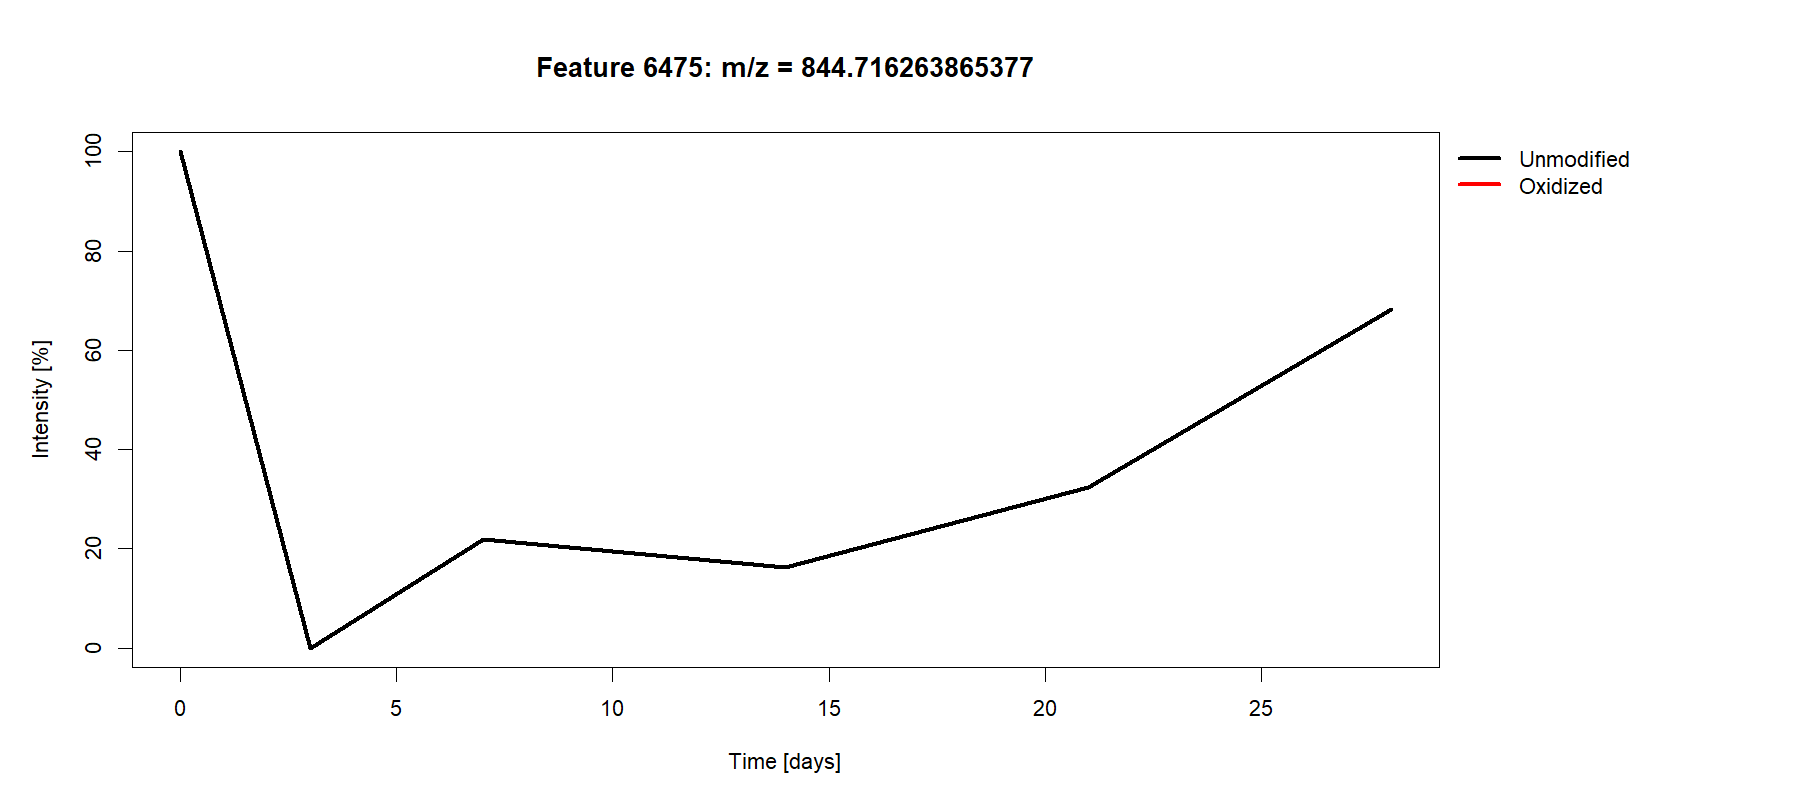 Feature 6475: m/z = 844.716263865377
Unmodified
Oxidized
Intensity [%]
100
80
60
40
20
0
0 5 10 15 20 25
Time [days]